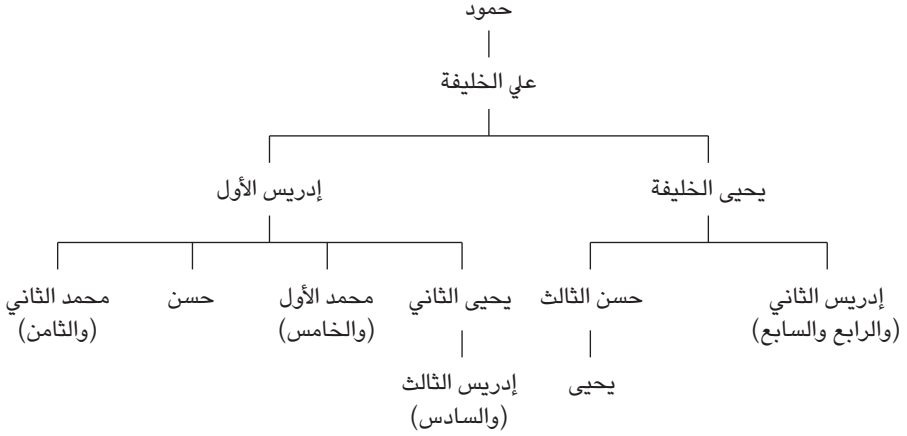 حمود
علي الخليفة
يحيى الخليفة
إدريس الأول
إدريس الثاني
(والرابع والسابع)
حسن الثالث
يحيى الثاني
محمد الأول
(والخامس)
حسن
محمد الثاني
(والثامن)
يحيى
إدريس الثالث
(والسادس)